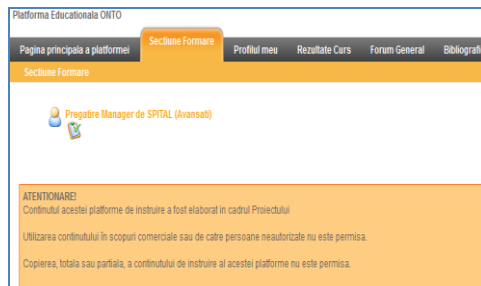 Platforma Educationala ONTO
Pagina principala a platformei Sectiune Formare Profilul meu Rezultate Curs Forum General Bibliografi
Sectiune Formare
Pregatire Manager de SPITAL (Avansati)
ATENTIONARE!
Continutul acestei platforme de instruire a fost elaborat in cadrul Proiectului
Utilizarea continutului în scopuri comerciale sau de catre persoane neautorizate nu este permisa.
Copierea, totala sau partiala, a continutului de instruire al acestei platforme nu este permisa.